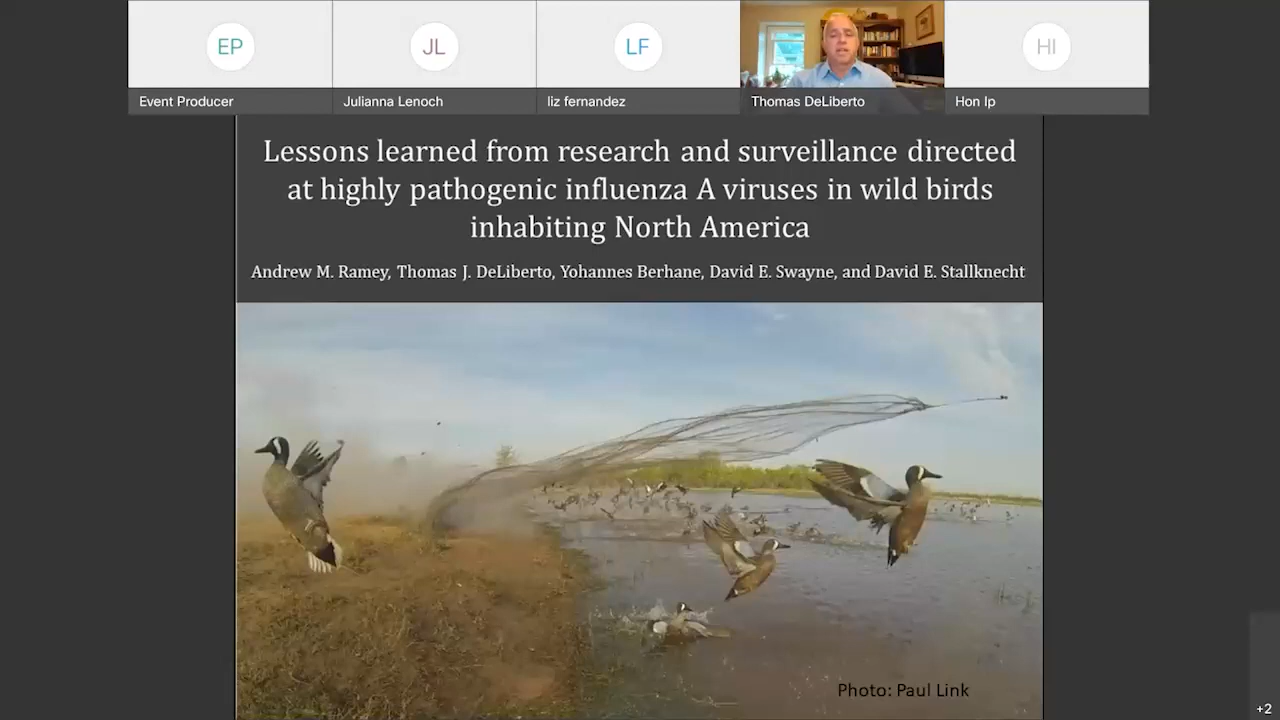 EP
JL
LF
HI
Event Producer
Julianna Lenoch
liz fernandez
Thomas DeLiberto
Hon Ip
Lessons learned from research and surveillance directed
at highly pathogenic influenza A viruses in wild birds
inhabiting North America
Andrew M. Ramey, Thomas J. DeLiberto, Yohannes Berhane, David E. Swayne, and David E. Stallknecht
Photo: Paul Link
+2